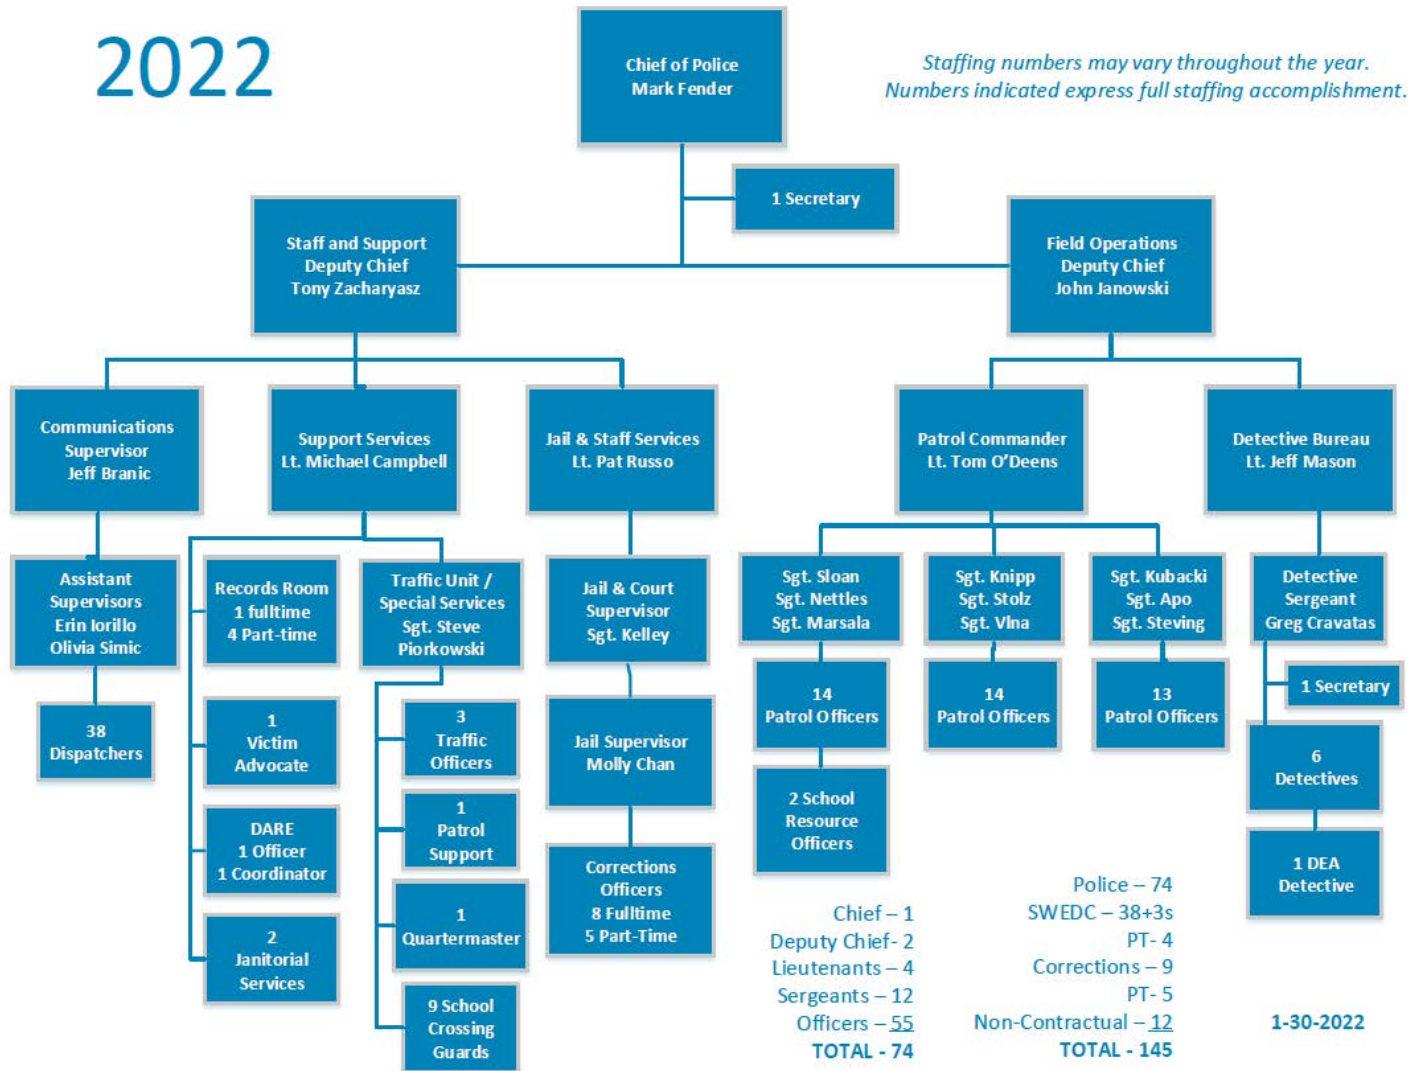 2022
Staffing numbers may vary throughout the year.
Numbers indicated express full staffing accomplishment.
Chief of Police
Mark Fender
1 Secretary
Staff and Support
Deputy Chief
Tony Zacharyasz
Field Operations
Deputy Chief
John Janowski
Communications
Supervisor
Jeff Branic
Support Services
Lt. Michael Campbell
Jail & Staff Services
Lt. Pat Russo
Patrol Commander
Lt. Tom O’Deens
Detective Bureau
Lt. Jeff Mason
Assistant
Supervisors
Erin Iorillo
Olivia Simic
38
Dispatchers
Records Room
1 fulltime
4 Part-time
1
Victim
Advocate
DARE
1 Officer
1 Coordinator
2
Janitorial
Services
Traffic Unit /
Special Services
Sgt. Steve
Piorkowski
3
Traffic
Officers
1
Patrol
Support
1
Quartermaster
9 School
Crossing
Guards
Jail & Court
Supervisor
Sgt. Kelley
Jail Supervisor
Molly Chan
Corrections
Officers
8 Fulltime
5 Part-Time
Sgt. Sloan
Sgt. Nettles
Sgt. Marsala
14
Patrol Officers
2 School
Resource
Officers
Sgt. Knipp
Sgt. Stolz
Sgt. Vlna
14
Patrol Officers
Sgt. Kubacki
Sgt. Apo
Sgt. Steving
13
Patrol Officers
Detective
Sergeant
Greg Cravatas
1 Secretary
6
Detectives
1 DEA
Detective
Chief – 1
Deputy Chief- 2
Lieutenants – 4
Sergeants – 12
Officers – 55
TOTAL - 74
Police – 74
SWEDC – 38+3s
PT- 4
Corrections – 9
PT- 5
Non-Contractual – 12
TOTAL - 145
1-30-2022